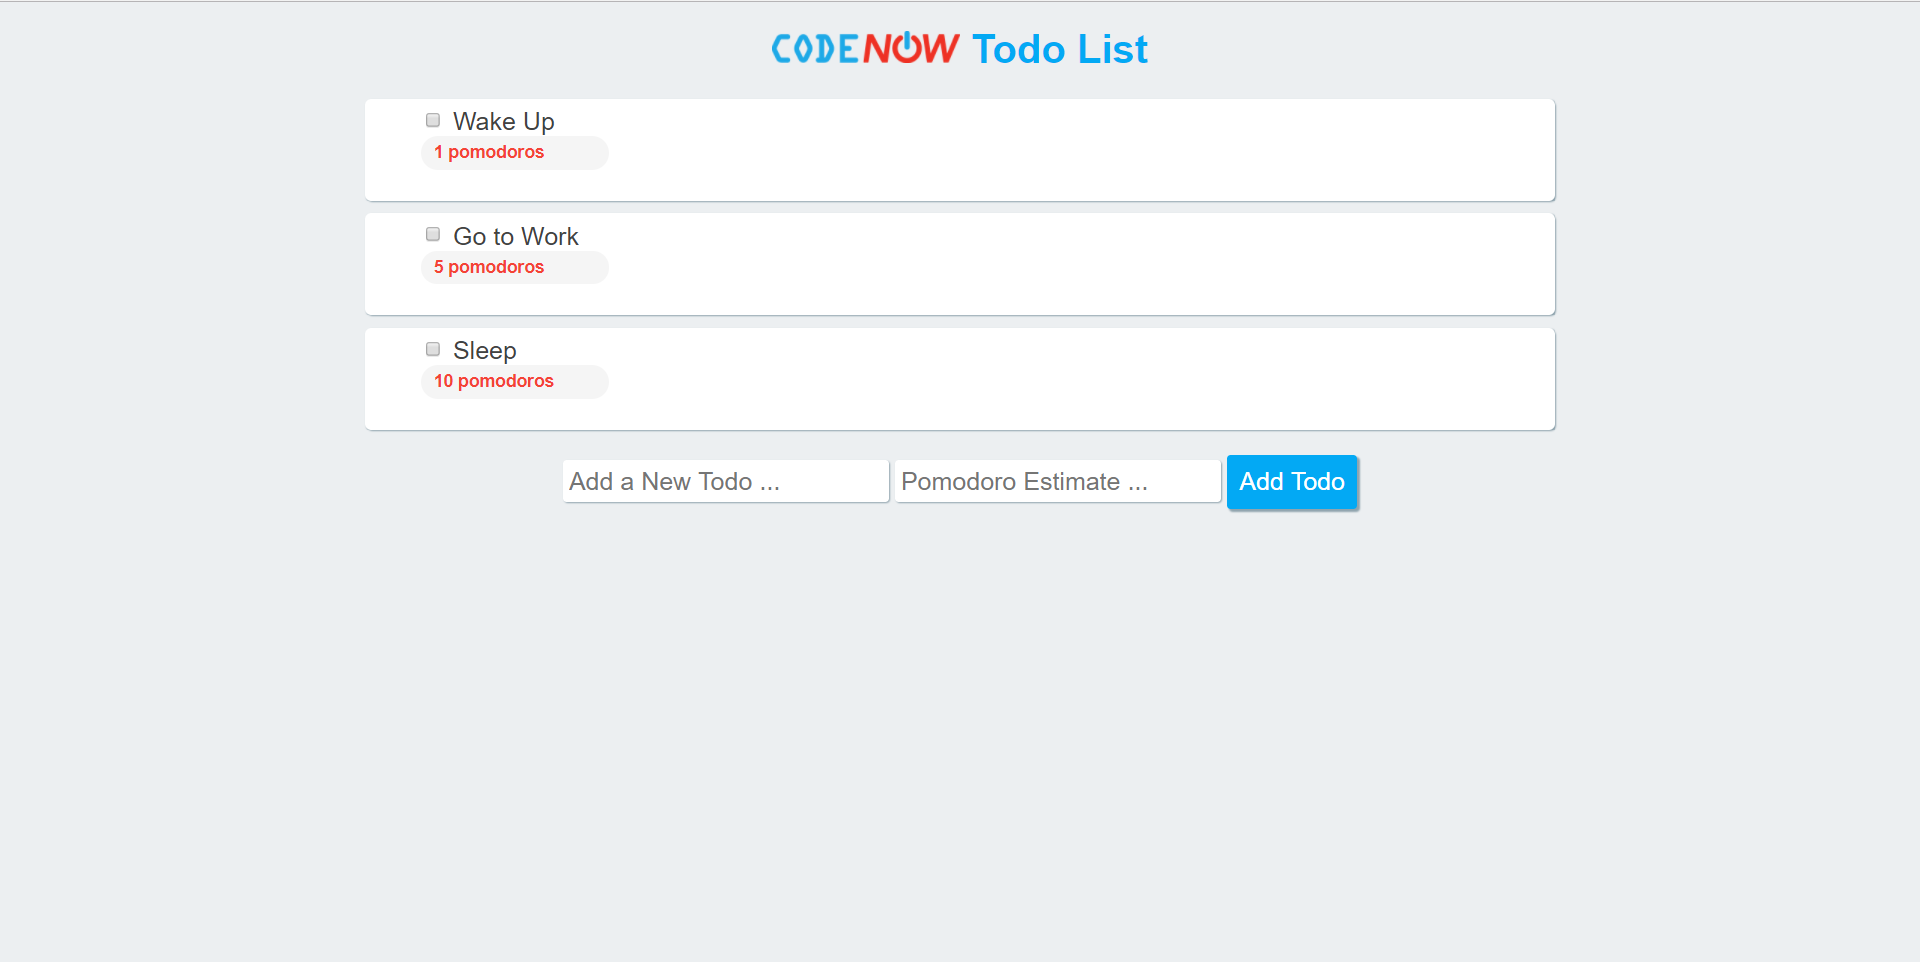 CODENOW Todo List
Wake Up
1 pomodoros
Go to Work
5 pomodoros
Sleep
10 pomodoros
Add a New Todo ... Pomodoro Estimate ... Add Todo